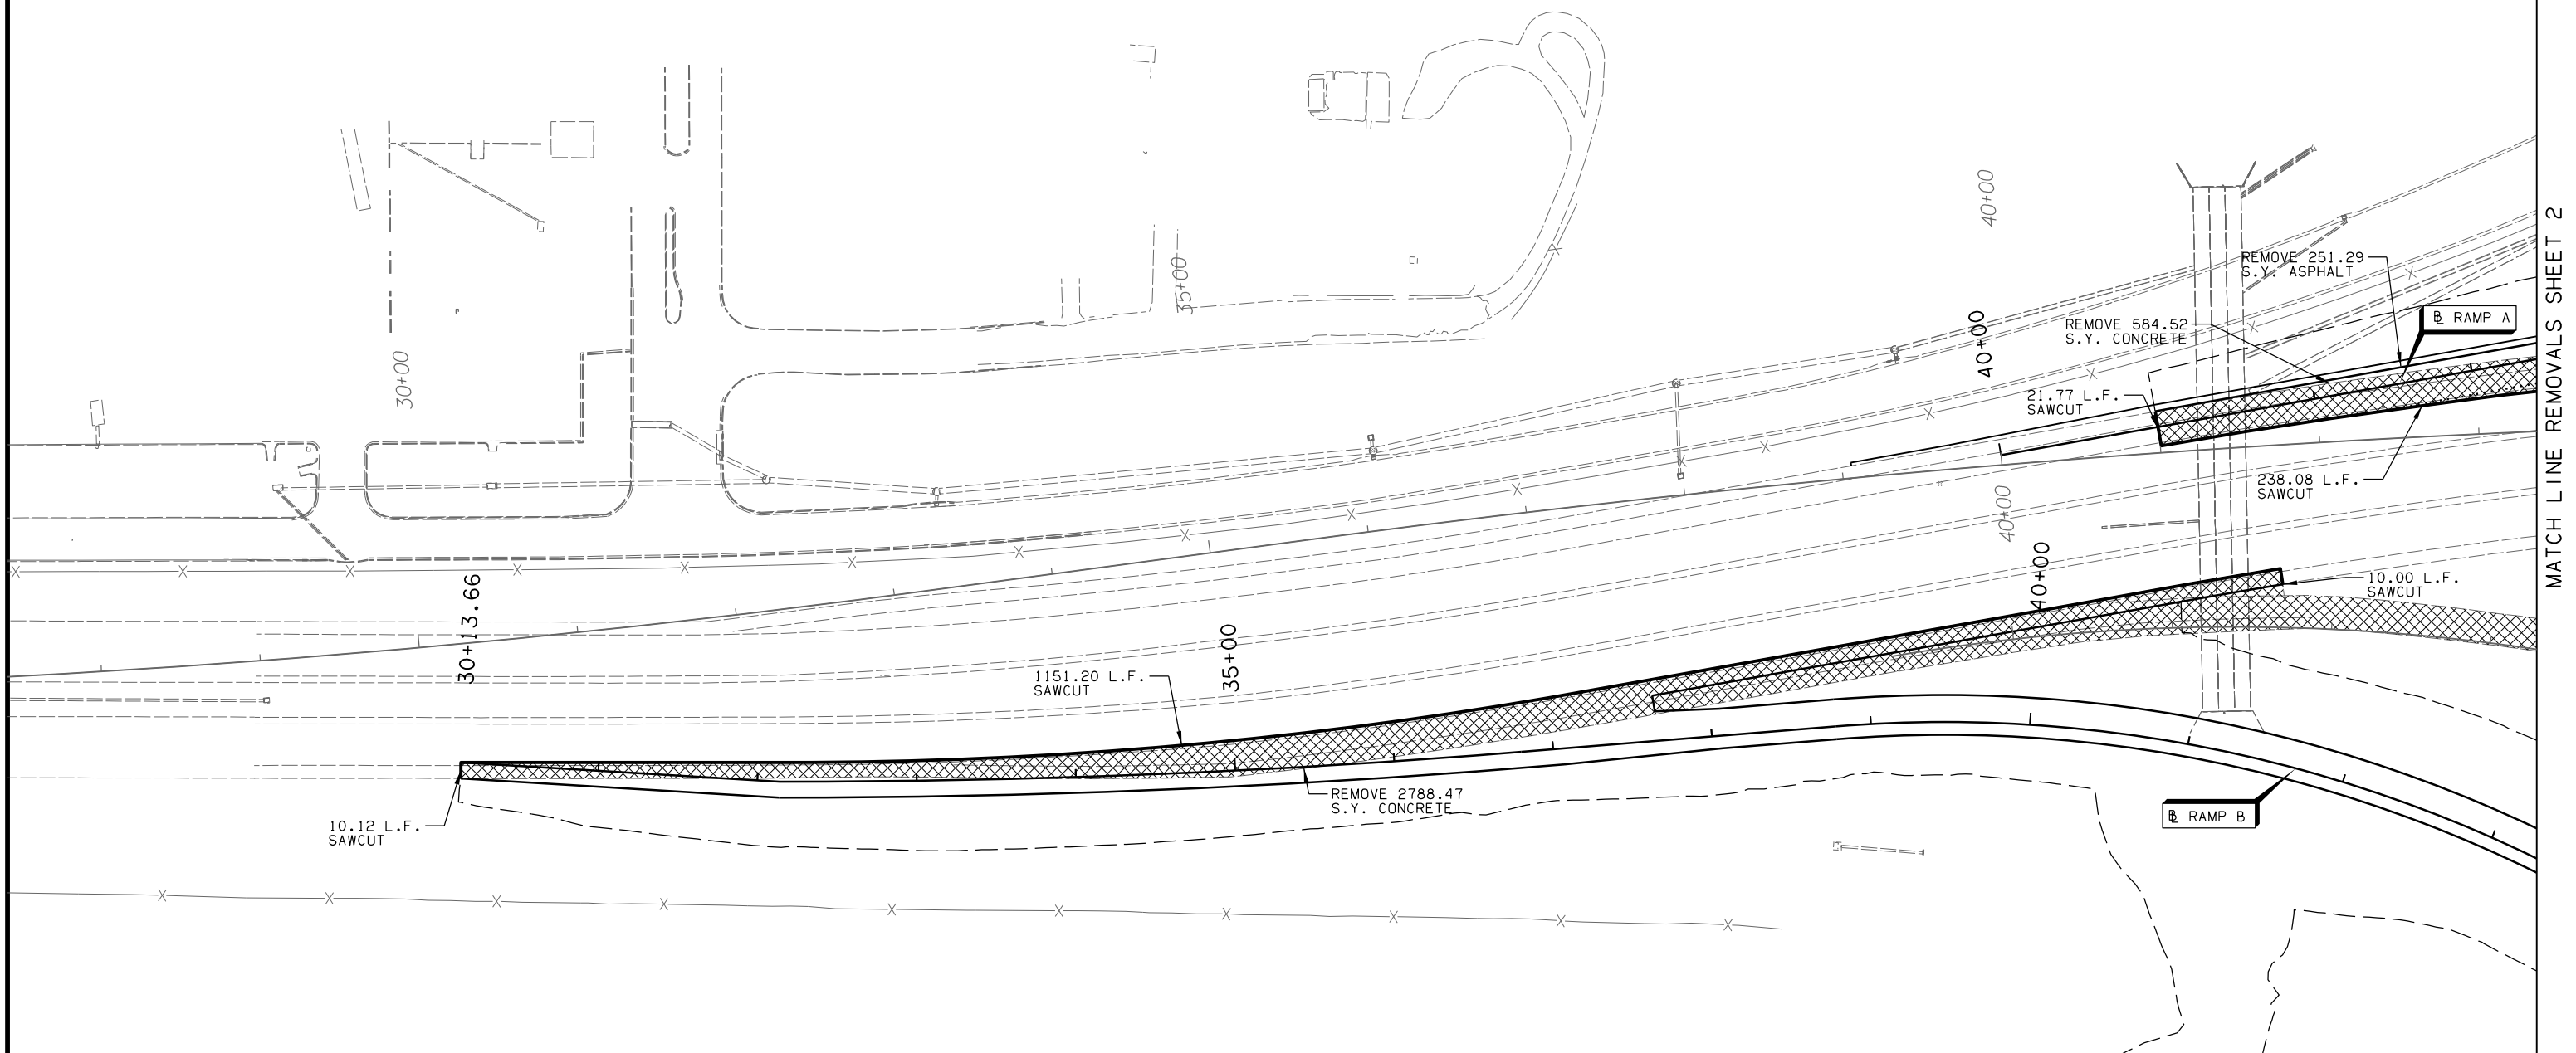 40+00
35+00
30+00
40+00
REMOVE 251.29
S.Y. ASPHALT
REMOVE 584.52
S.Y. CONCRETE
℄ RAMP A
21.77 L.F.
SAWCUT
238.08 L.F.
SAWCUT
40+00
40+00
10.00 L.F.
SAWCUT
30+13.66
35+00
1151.20 L.F.
SAWCUT
REMOVE 2788.47
S.Y. CONCRETE
10.12 L.F.
SAWCUT
℄ RAMP B
MATCH LINE REMOVALS SHEET 2